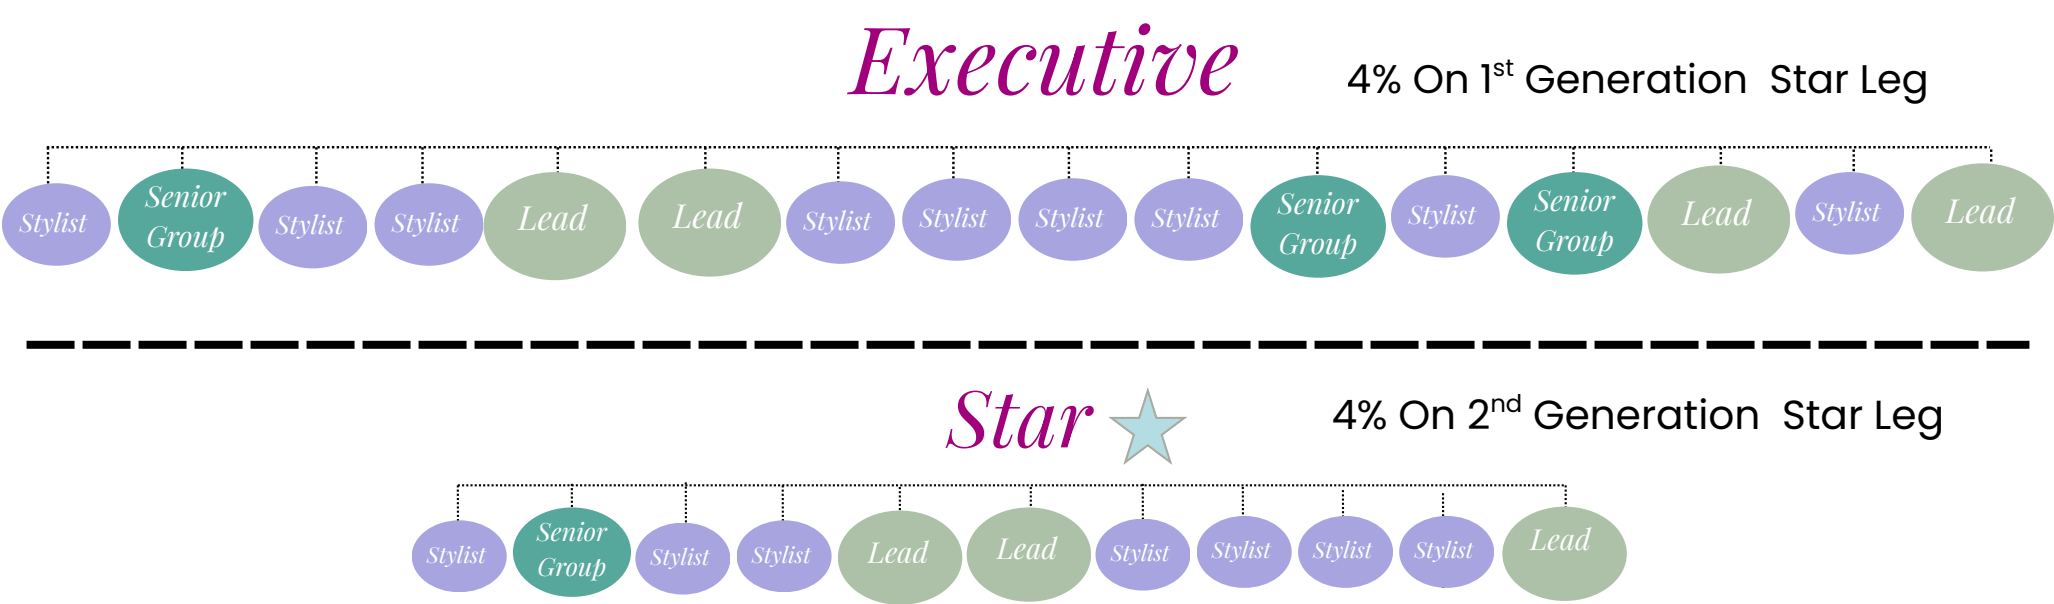 Executive
4% On 1st Generation Star Leg
Stylist
Senior
Group
Stylist
Stylist
Lead
Lead
Stylist
Stylist
Stylist
Stylist
Senior
Group
Stylist
Senior
Group
Lead
Stylist
Lead
Star
4% On 2nd Generation Star Leg
Stylist
Senior
Group
Stylist
Stylist
Lead
Lead
Stylist
Stylist
Stylist
Stylist
Lead